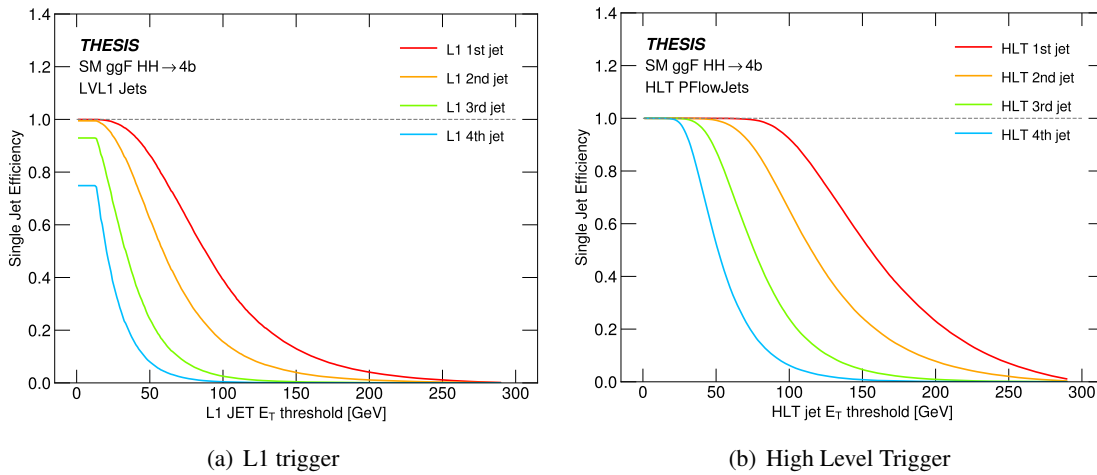 THESIS
SM ggF HH→4b
LVL1 Jets
L1 1st jet
L1 2nd jet
L1 3rd jet
L1 4th jet
Single Jet Efficiency
1.4
1.2
1.0
0.8
0.6
0.4
0.2
0.0
0 50 100 150 200 250 300
L1 JET E_T threshold [GeV]
(a) L1 trigger
THESIS
SM ggF HH→4b
HLT PFlowJets
HLT 1st jet
HLT 2nd jet
HLT 3rd jet
HLT 4th jet
Single Jet Efficiency
1.4
1.2
1.0
0.8
0.6
0.4
0.2
0.0
0 50 100 150 200 250 300
HLT jet E_T threshold [GeV]
(b) High Level Trigger